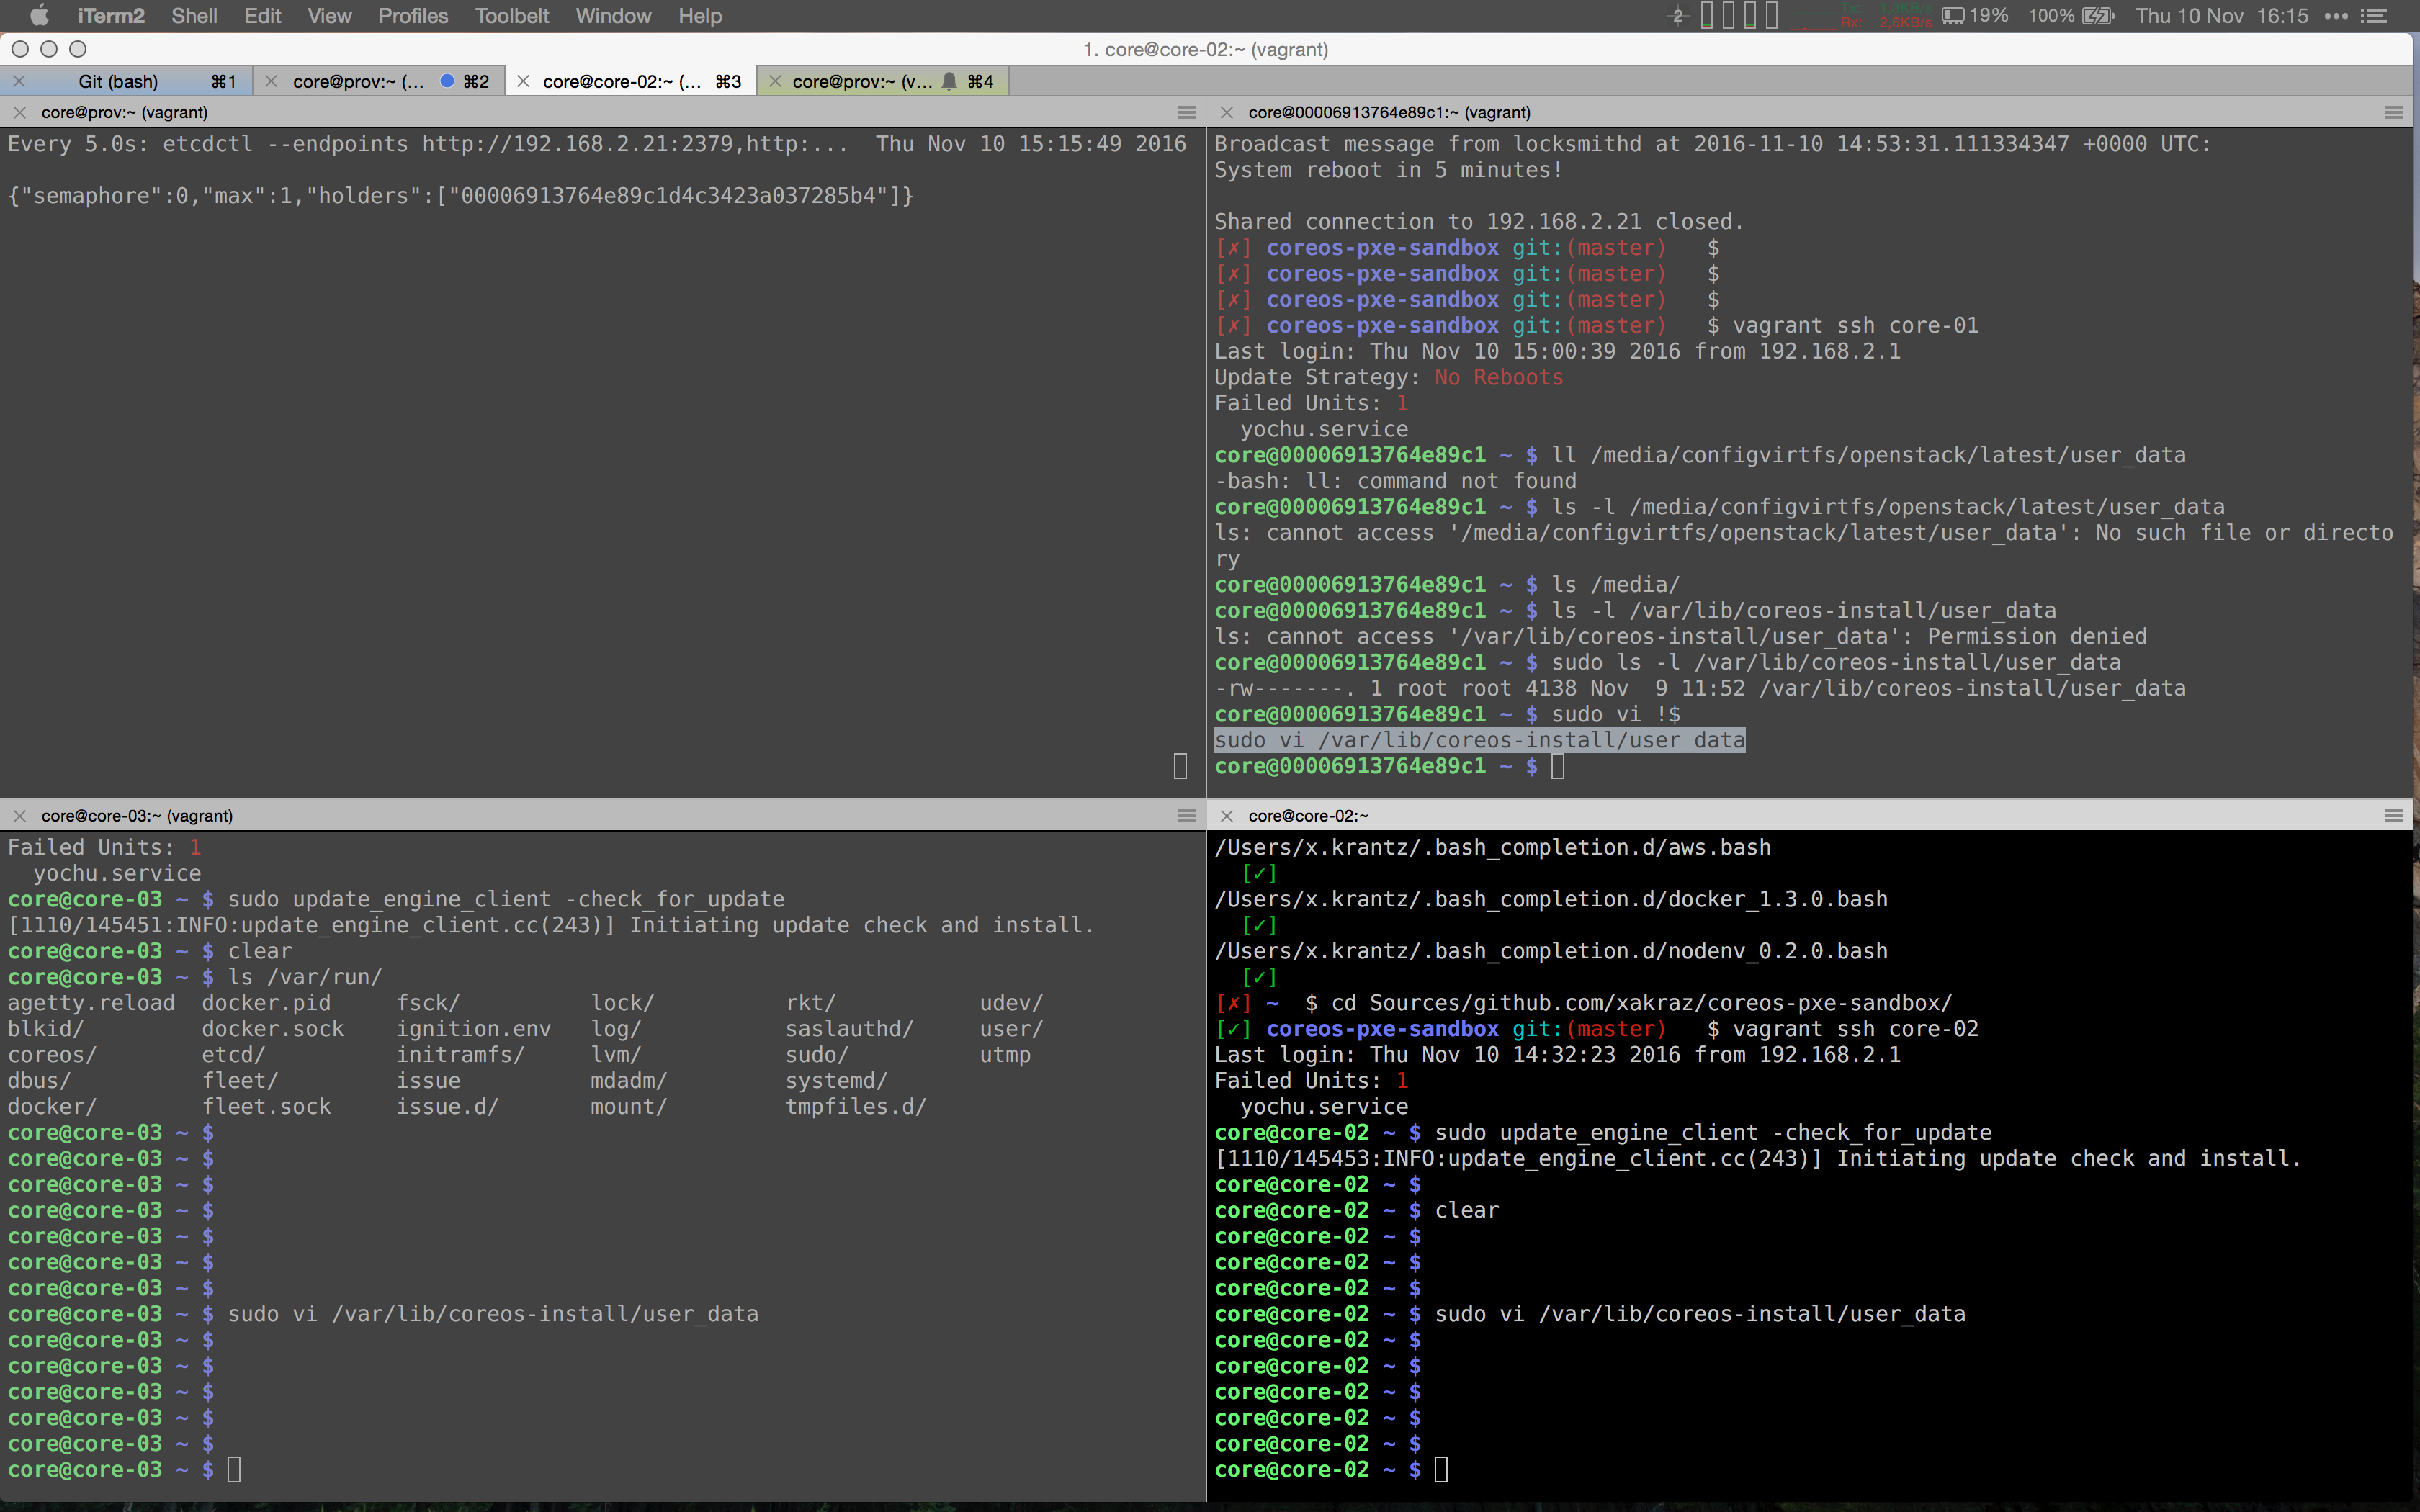 iTerm2 Shell Edit View Profiles Toolbelt Window Help
2 Tx: 1,3KB/s Rx: 2,6KB/s 19% 100% Thu 10 Nov 16:15
1. core@core-02:~ (vagrant)
Git (bash) ⌘1 core@prov:~ (... ⌘2 core@core-02:~ (... ⌘3 core@prov:~ (v... ⌘4
core@prov:~ (vagrant)
Every 5.0s: etcdctl --endpoints http://192.168.2.21:2379,http:... Thu Nov 10 15:15:49 2016
{"semaphore":0,"max":1,"holders":["00006913764e89c1d4c3423a037285b4"]}
core@00006913764e89c1:~ (vagrant)
Broadcast message from locksmithd at 2016-11-10 14:53:31.111334347 +0000 UTC:
System reboot in 5 minutes!
Shared connection to 192.168.2.21 closed.
[✗] coreos-pxe-sandbox git:(master) $
[✗] coreos-pxe-sandbox git:(master) $
[✗] coreos-pxe-sandbox git:(master) $
[✗] coreos-pxe-sandbox git:(master) $ vagrant ssh core-01
Last login: Thu Nov 10 15:00:39 2016 from 192.168.2.1
Update Strategy: No Reboots
Failed Units: 1
yochu.service
core@00006913764e89c1 ~ $ ll /media/configvirtfs/openstack/latest/user_data
-bash: ll: command not found
core@00006913764e89c1 ~ $ ls -l /media/configvirtfs/openstack/latest/user_data
ls: cannot access '/media/configvirtfs/openstack/latest/user_data': No such file or directo
ry
core@00006913764e89c1 ~ $ ls /media/
core@00006913764e89c1 ~ $ ls -l /var/lib/coreos-install/user_data
ls: cannot access '/var/lib/coreos-install/user_data': Permission denied
core@00006913764e89c1 ~ $ sudo ls -l /var/lib/coreos-install/user_data
-rw-------. 1 root root 4138 Nov  9 11:52 /var/lib/coreos-install/user_data
core@00006913764e89c1 ~ $ sudo vi !$
sudo vi /var/lib/coreos-install/user_data
core@00006913764e89c1 ~ $
core@core-03:~ (vagrant)
Failed Units: 1
yochu.service
core@core-03 ~ $ sudo update_engine_client -check_for_update
[1110/145451:INFO:update_engine_client.cc(243)] Initiating update check and install.
core@core-03 ~ $ clear
core@core-03 ~ $ ls /var/run/
agetty.reload docker.pid fsck/ lock/ rkt/ udev/
blkid/ docker.sock ignition.env log/ saslauthd/ user/
coreos/ etcd/ initramfs/ lvm/ sudo/ utmp
dbus/ fleet/ issue mdadm/ systemd/
docker/ fleet.sock issue.d/ mount/ tmpfiles.d/
core@core-03 ~ $
core@core-03 ~ $
core@core-03 ~ $
core@core-03 ~ $
core@core-03 ~ $
core@core-03 ~ $
core@core-03 ~ $
core@core-03 ~ $ sudo vi /var/lib/coreos-install/user_data
core@core-03 ~ $
core@core-03 ~ $
core@core-03 ~ $
core@core-03 ~ $
core@core-03 ~ $
core@core-03 ~ $
core@core-02:~
/Users/x.krantz/.bash_completion.d/aws.bash
[✓]
/Users/x.krantz/.bash_completion.d/docker_1.3.0.bash
[✓]
/Users/x.krantz/.bash_completion.d/nodenv_0.2.0.bash
[✓]
[✗] ~ $ cd Sources/github.com/xakraz/coreos-pxe-sandbox/
[✓] coreos-pxe-sandbox git:(master) $ vagrant ssh core-02
Last login: Thu Nov 10 14:32:23 2016 from 192.168.2.1
Failed Units: 1
yochu.service
core@core-02 ~ $ sudo update_engine_client -check_for_update
[1110/145453:INFO:update_engine_client.cc(243)] Initiating update check and install.
core@core-02 ~ $
core@core-02 ~ $ clear
core@core-02 ~ $
core@core-02 ~ $
core@core-02 ~ $
core@core-02 ~ $ sudo vi /var/lib/coreos-install/user_data
core@core-02 ~ $
core@core-02 ~ $
core@core-02 ~ $
core@core-02 ~ $
core@core-02 ~ $
core@core-02 ~ $